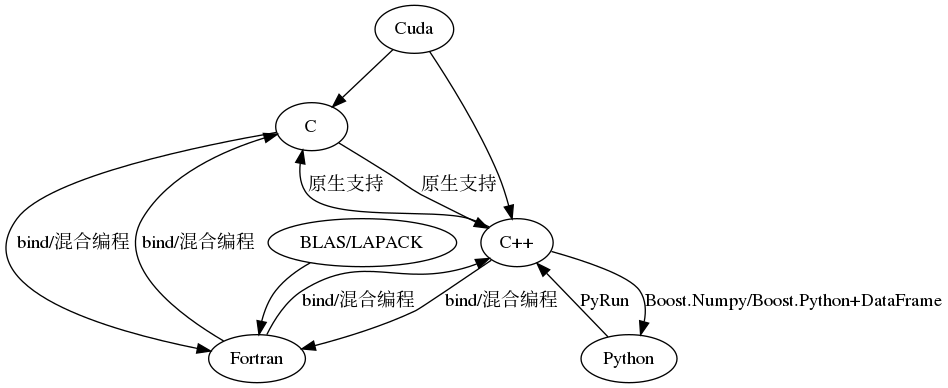 Cuda
C
原生支持
原生支持
bind/混合编程
bind/混合编程
BLAS/LAPACK
C++
bind/混合编程
bind/混合编程
PyRun
Boost.Numpy/Boost.Python+DataFrame
Fortran
Python